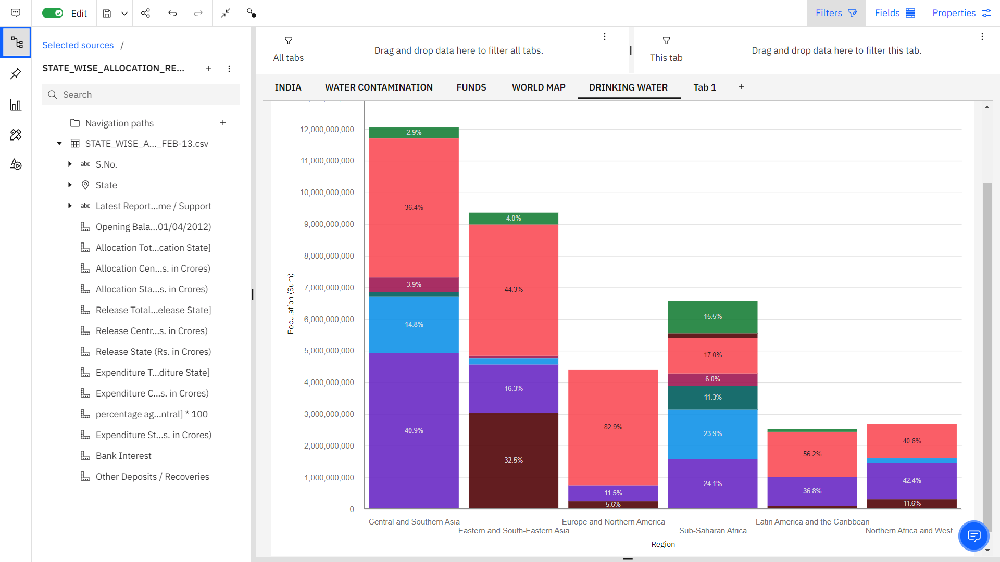 Edit
Filters
Fields
Properties
Selected sources /
STATE_WISE_ALLOCATION_RE...
Search
Navigation paths
STATE_WISE_A..._FEB-13.csv
abc S.No.
State
abc Latest Report...me / Support
Opening Bala...01/04/2012)
Allocation Tot...cation State]
Allocation Cen...s. in Crores)
Allocation Sta...s. in Crores)
Release Total...elease State]
Release Centr...s. in Crores)
Release State (Rs. in Crores)
Expenditure T...diture State]
Expenditure C...s. in Crores)
percentage ag...ntral] * 100
Expenditure St...s. in Crores)
Bank Interest
Other Deposits / Recoveries
All tabs
Drag and drop data here to filter all tabs.
This tab
Drag and drop data here to filter this tab.
INDIA WATER CONTAMINATION FUNDS WORLD MAP DRINKING WATER Tab 1 +
Population (Sum)
12,000,000,000
11,000,000,000
10,000,000,000
9,000,000,000
8,000,000,000
7,000,000,000
6,000,000,000
5,000,000,000
4,000,000,000
3,000,000,000
2,000,000,000
1,000,000,000
0
2.9%
36.4%
3.9%
14.8%
40.9%
4.0%
44.3%
16.3%
32.5%
82.9%
11.5%
5.6%
15.5%
17.0%
6.0%
11.3%
23.9%
24.1%
56.2%
36.8%
40.6%
42.4%
11.6%
Central and Southern Asia
Eastern and South-Eastern Asia
Europe and Northern America
Sub-Saharan Africa
Latin America and the Caribbean
Northern Africa and West...
Region